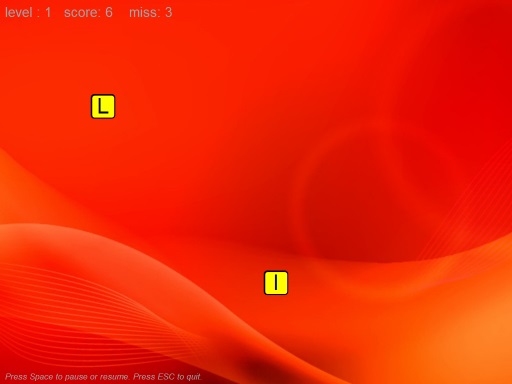 level : 1 score: 6 miss: 3
L
I
Press Space to pause or resume. Press ESC to quit.